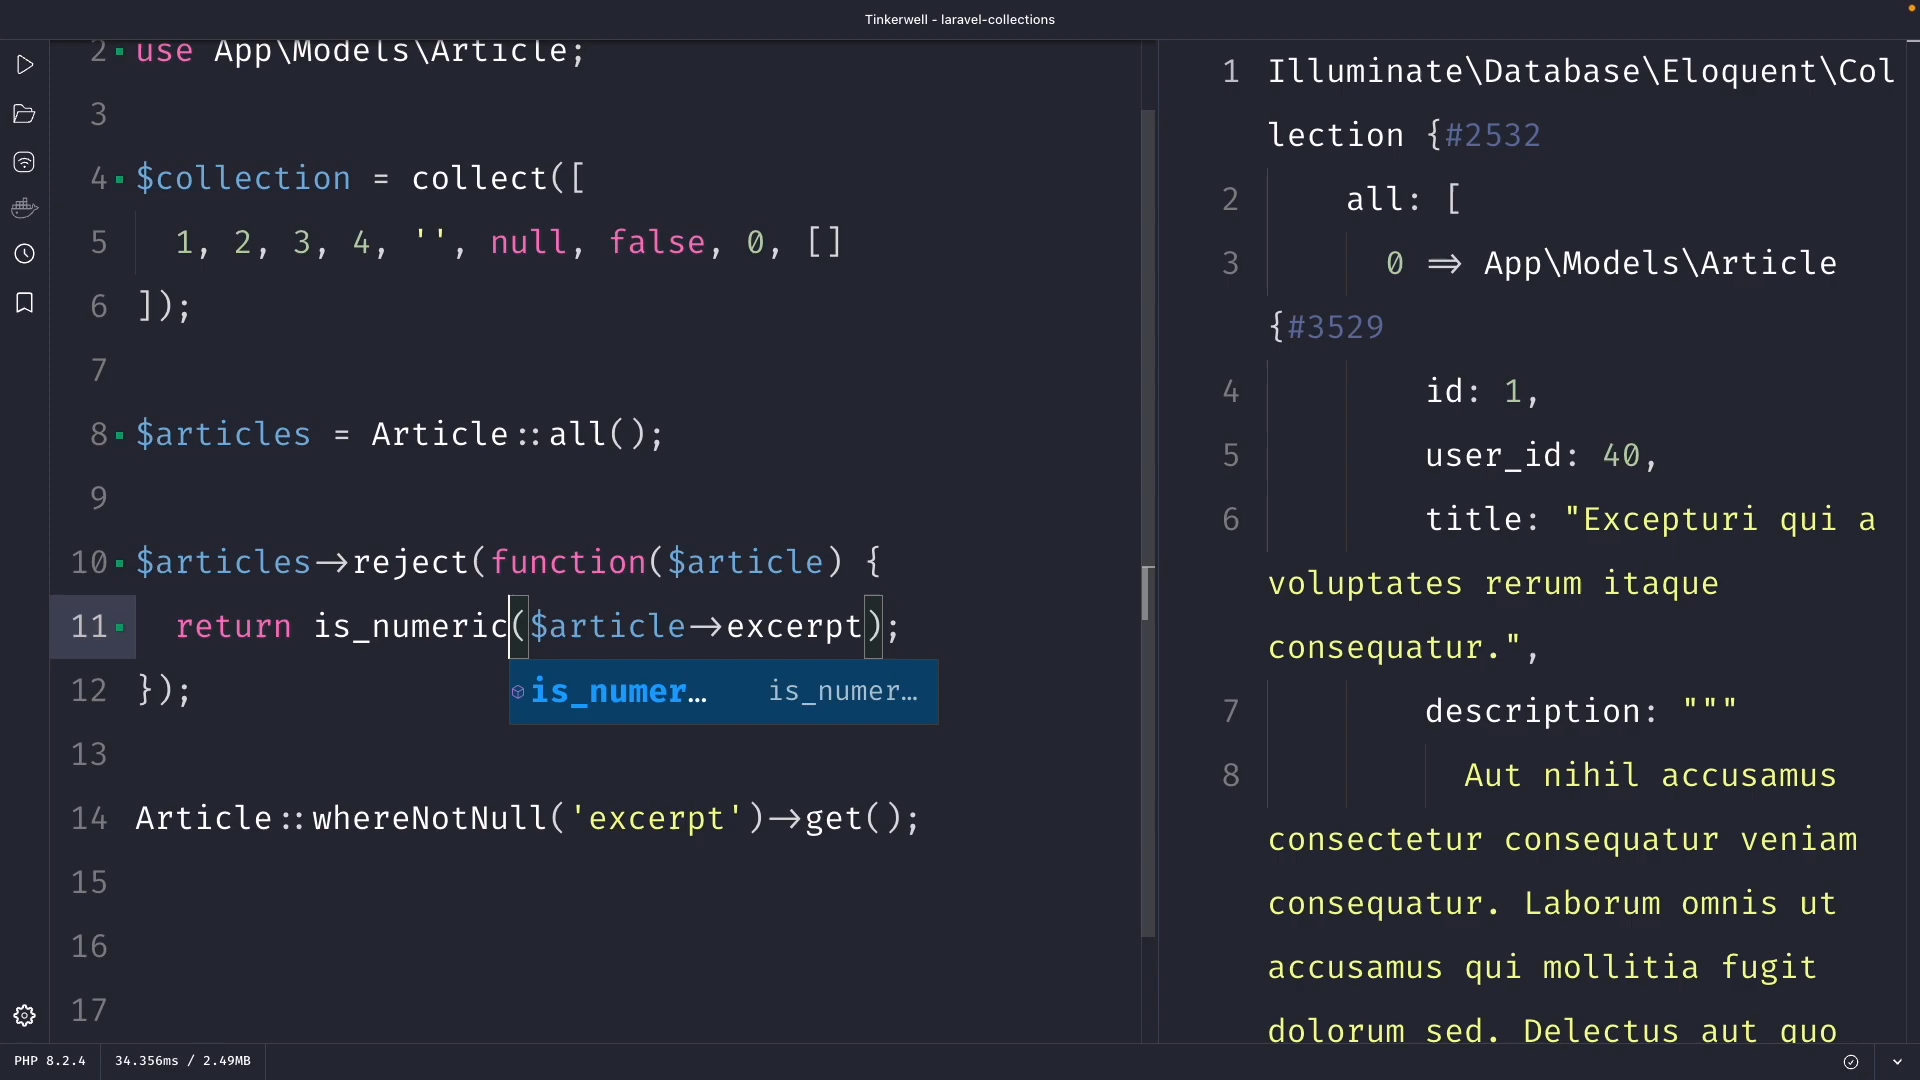 Tinkerwell - laravel-collections
2 use App\Models\Article;
3
4 $collection = collect([
5 1, 2, 3, 4, '', null, false, 0, []
6 ]);
7
8 $articles = Article::all();
9
10 $articles->reject(function($article) {
11 return is_numeric($article->excerpt);
is_numer… is_numer…
12 });
13
14 Article::whereNotNull('excerpt')->get();
15
16
17
1 Illuminate\Database\Eloquent\Col
lection {#2532
2 all: [
3 0 => App\Models\Article
{#3529
4 id: 1,
5 user_id: 40,
6 title: "Excepturi qui a
voluptates rerum itaque
consequatur.",
7 description: """
8 Aut nihil accusamus
consectetur consequatur veniam
consequatur. Laborum omnis ut
accusamus qui mollitia fugit
dolorum sed. Delectus aut quo
PHP 8.2.4 34.356ms / 2.49MB